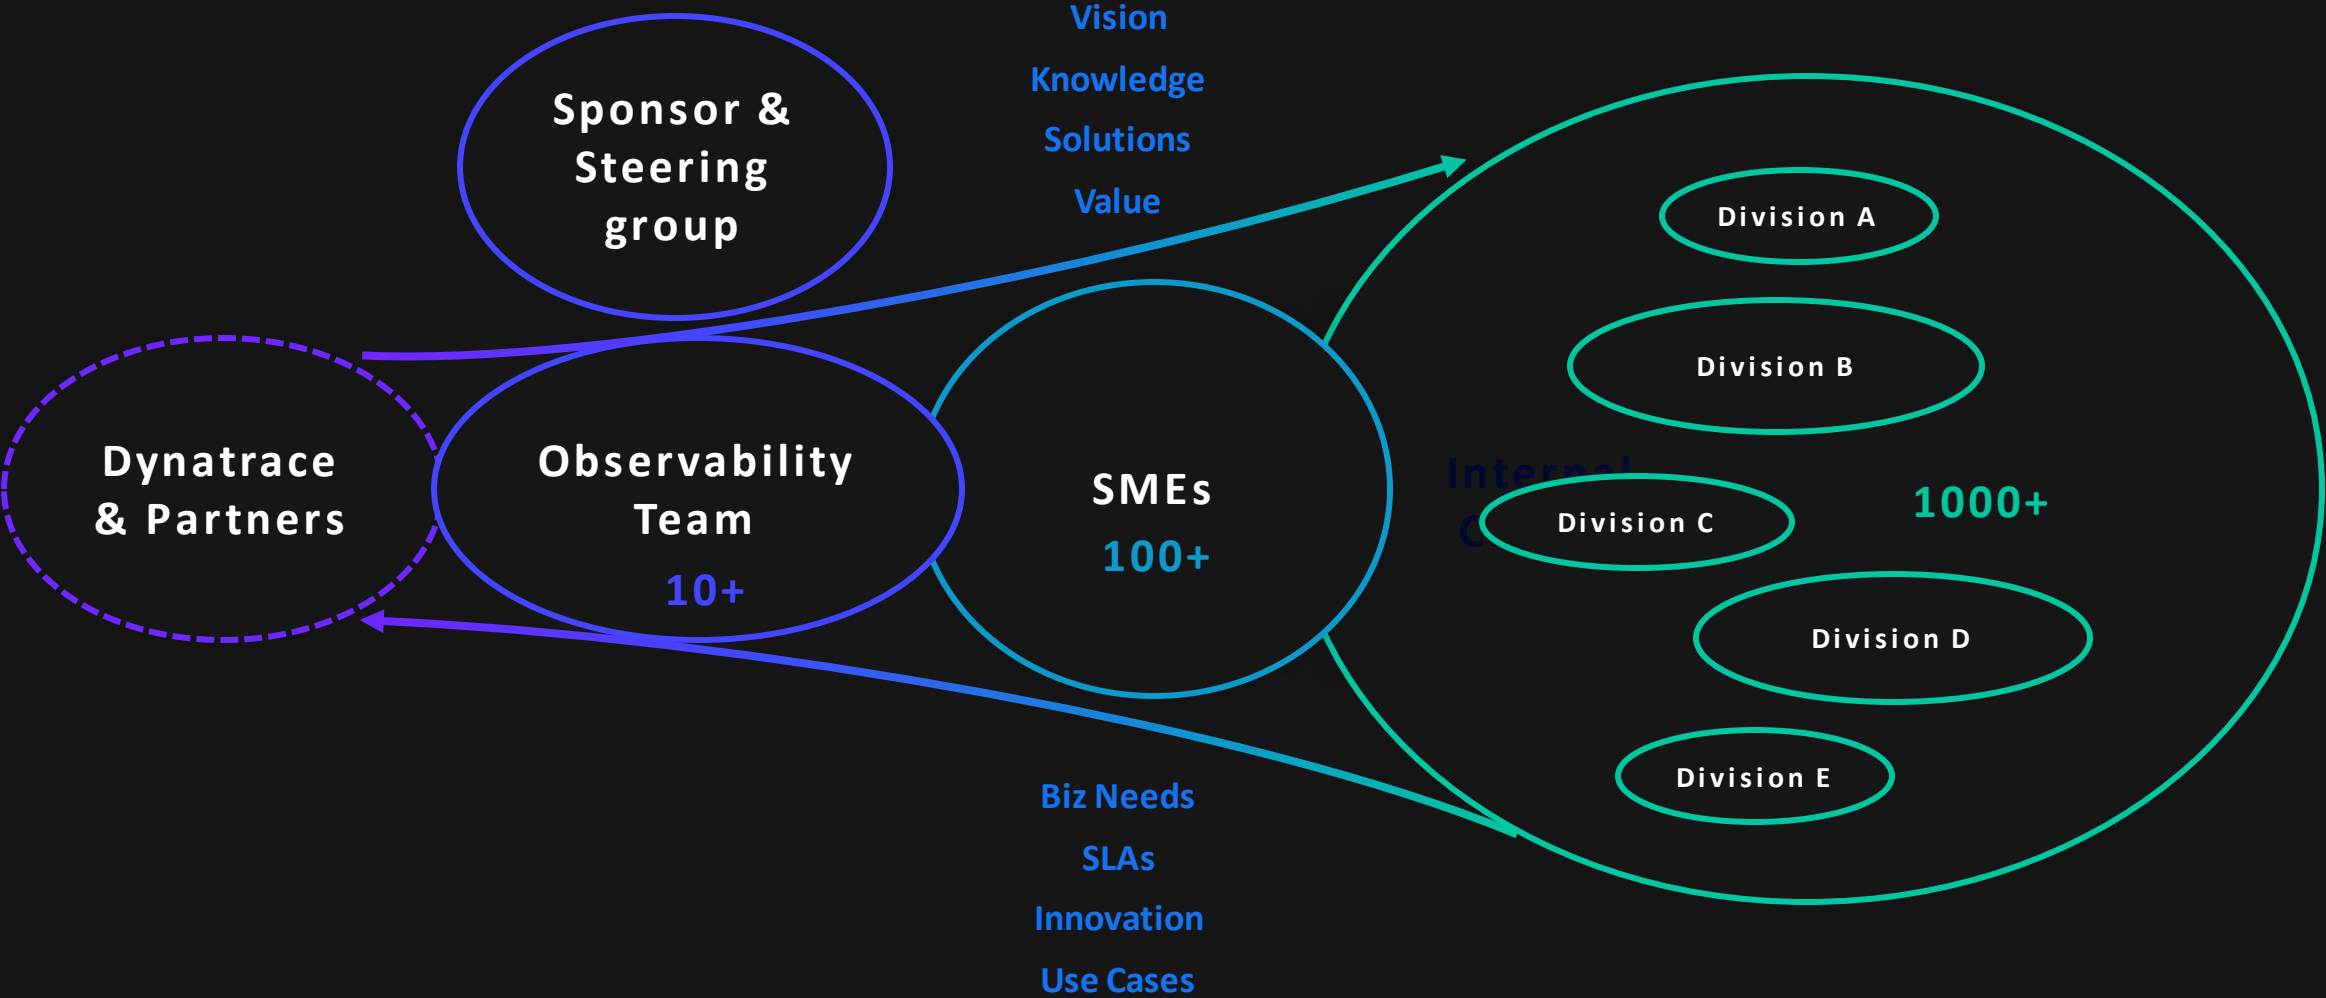 Vision
Knowledge
Solutions
Value
Sponsor &
Steering
group
Dynatrace
& Partners
Observability
Team
10+
SMEs
100+
Internal
1000+
Division A
Division B
Division C
Division D
Division E
Biz Needs
SLAs
Innovation
Use Cases